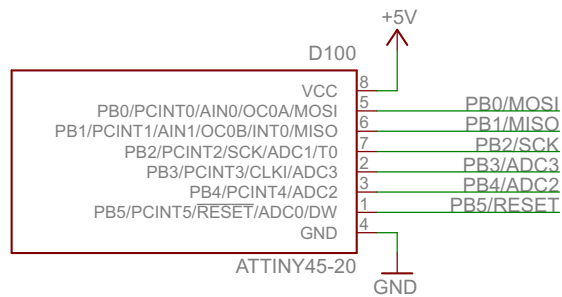 +5V
D100
VCC 8
PB0/PCINT0/AIN0/OC0A/MOSI 5 PB0/MOSI
PB1/PCINT1/AIN1/OC0B/INT0/MISO 6 PB1/MISO
PB2/PCINT2/SCK/ADC1/T0 7 PB2/SCK
PB3/PCINT3/CLKI/ADC3 2 PB3/ADC3
PB4/PCINT4/ADC2 3 PB4/ADC2
PB5/PCINT5/RESET/ADC0/DW 1 PB5/RESET
GND 4
ATTINY45-20
GND